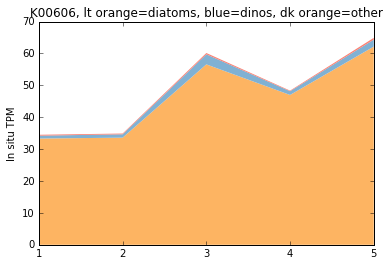 K00606, lt orange=diatoms, blue=dinos, dk orange=other
In situ TPM
70
60
50
40
30
20
10
0
1 2 3 4 5